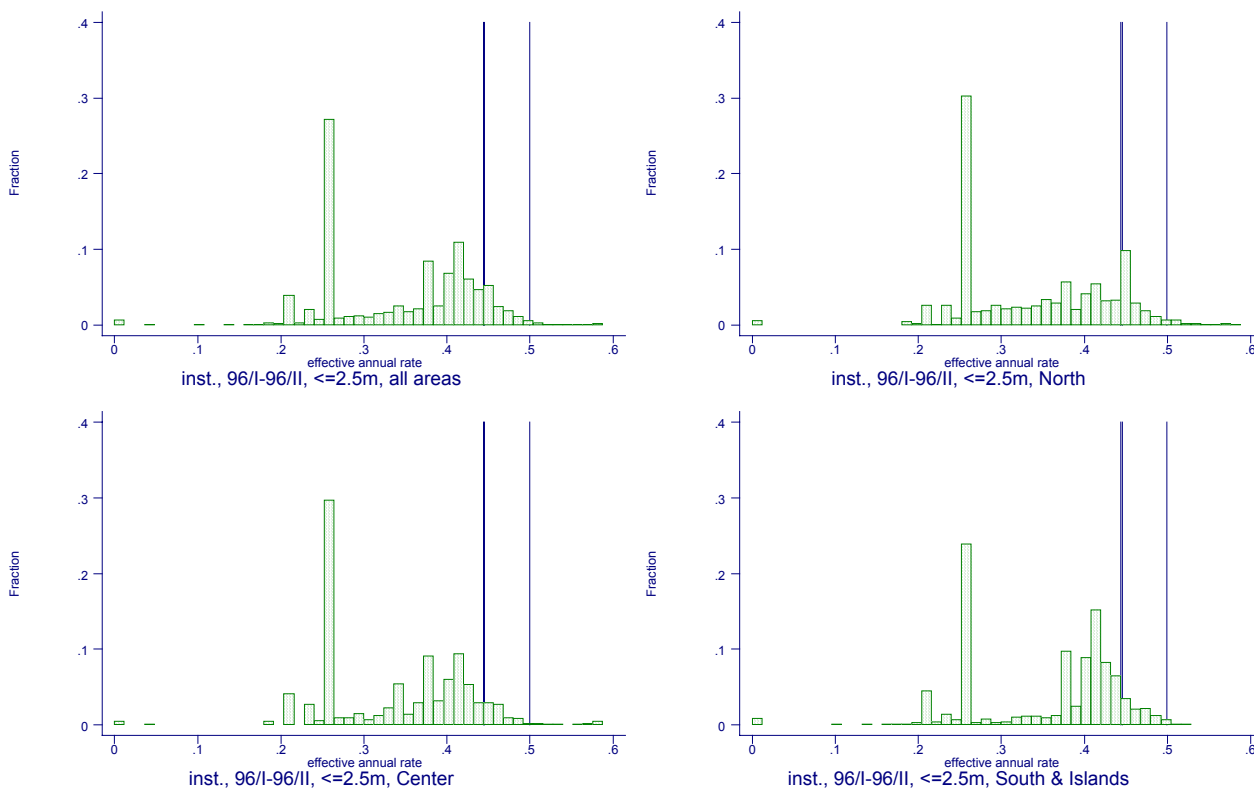 .4
.3
.2
.1
0
Fraction
0 .1 .2 .3 .4 .5 .6
effective annual rate
inst., 96/I-96/II, <=2.5m, all areas
.4
.3
.2
.1
0
Fraction
0 .1 .2 .3 .4 .5 .6
effective annual rate
inst., 96/I-96/II, <=2.5m, North
.4
.3
.2
.1
0
Fraction
0 .1 .2 .3 .4 .5 .6
effective annual rate
inst., 96/I-96/II, <=2.5m, Center
.4
.3
.2
.1
0
Fraction
0 .1 .2 .3 .4 .5 .6
effective annual rate
inst., 96/I-96/II, <=2.5m, South & Islands